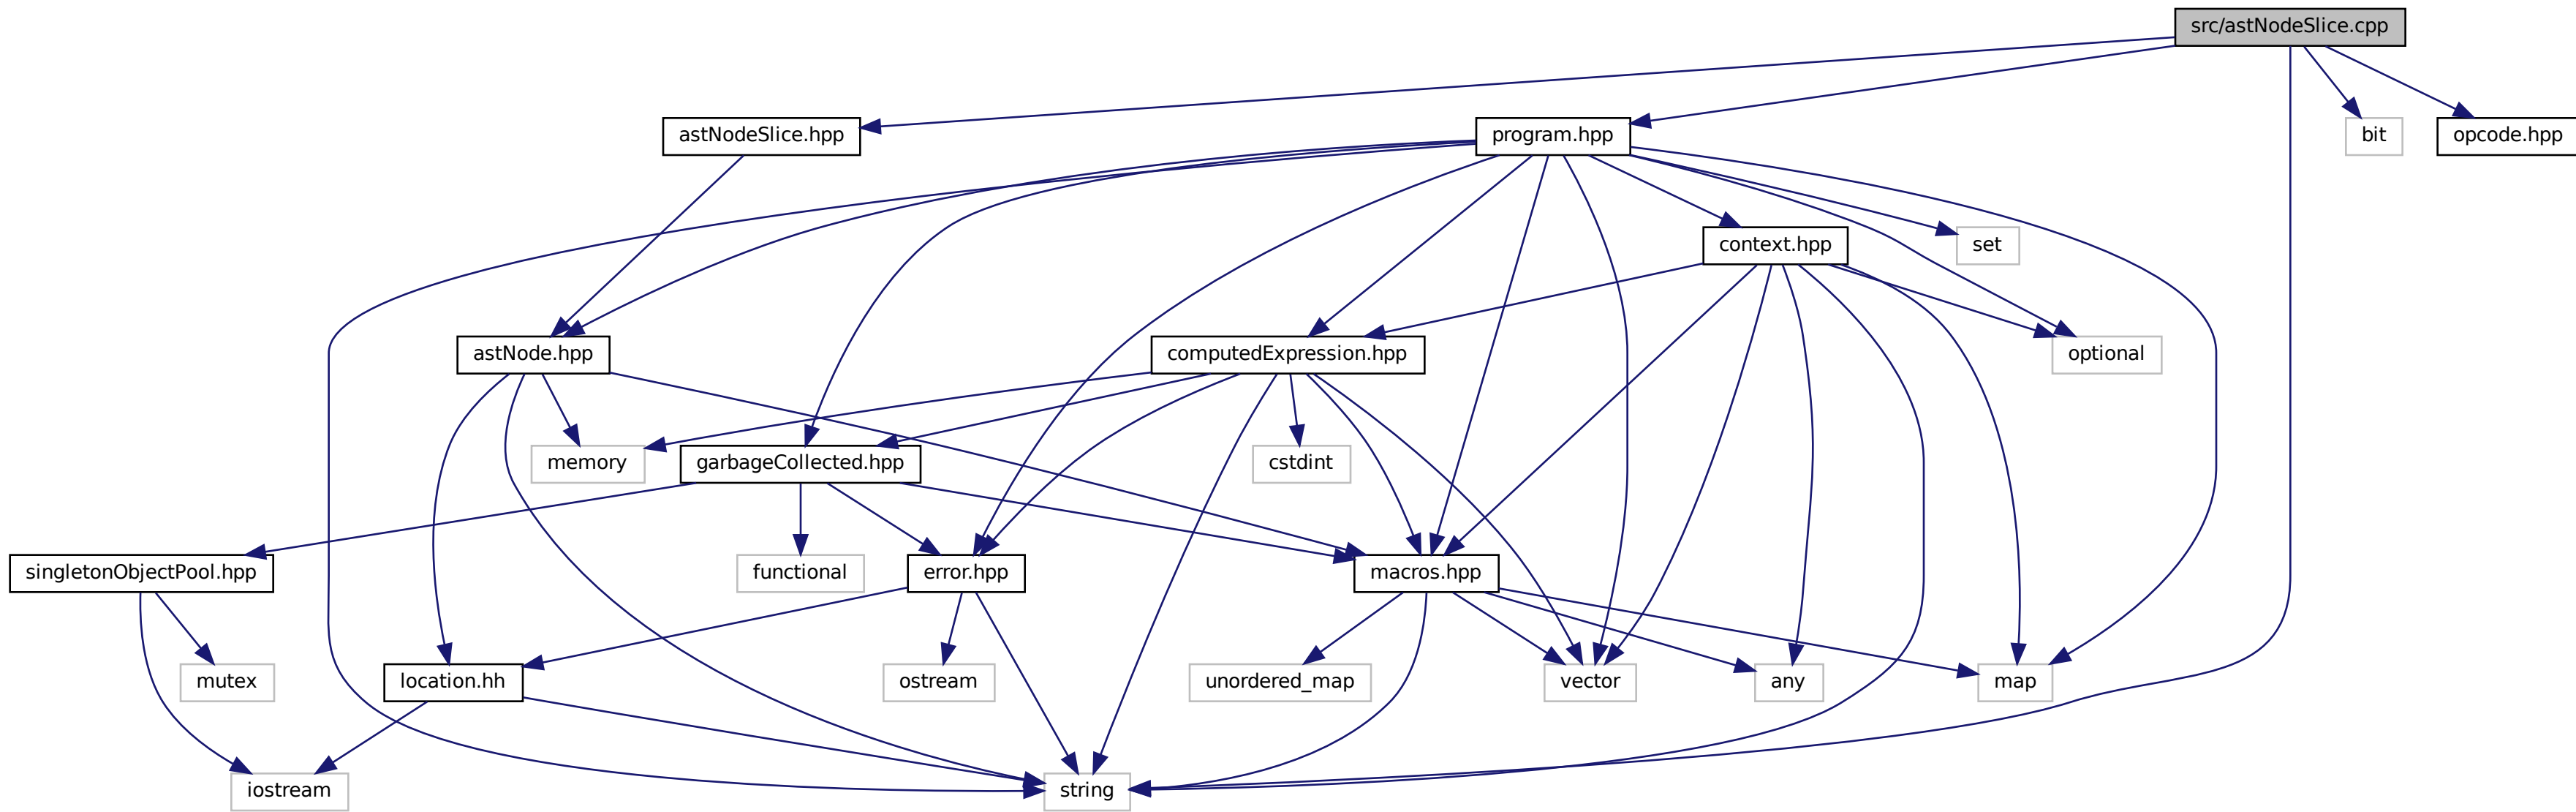 src/astNodeSlice.cpp
astNodeSlice.hpp
program.hpp
bit
opcode.hpp
context.hpp
set
astNode.hpp
computedExpression.hpp
optional
memory
garbageCollected.hpp
cstdint
singletonObjectPool.hpp
functional
error.hpp
macros.hpp
mutex
location.hh
ostream
unordered_map
vector
any
map
iostream
string